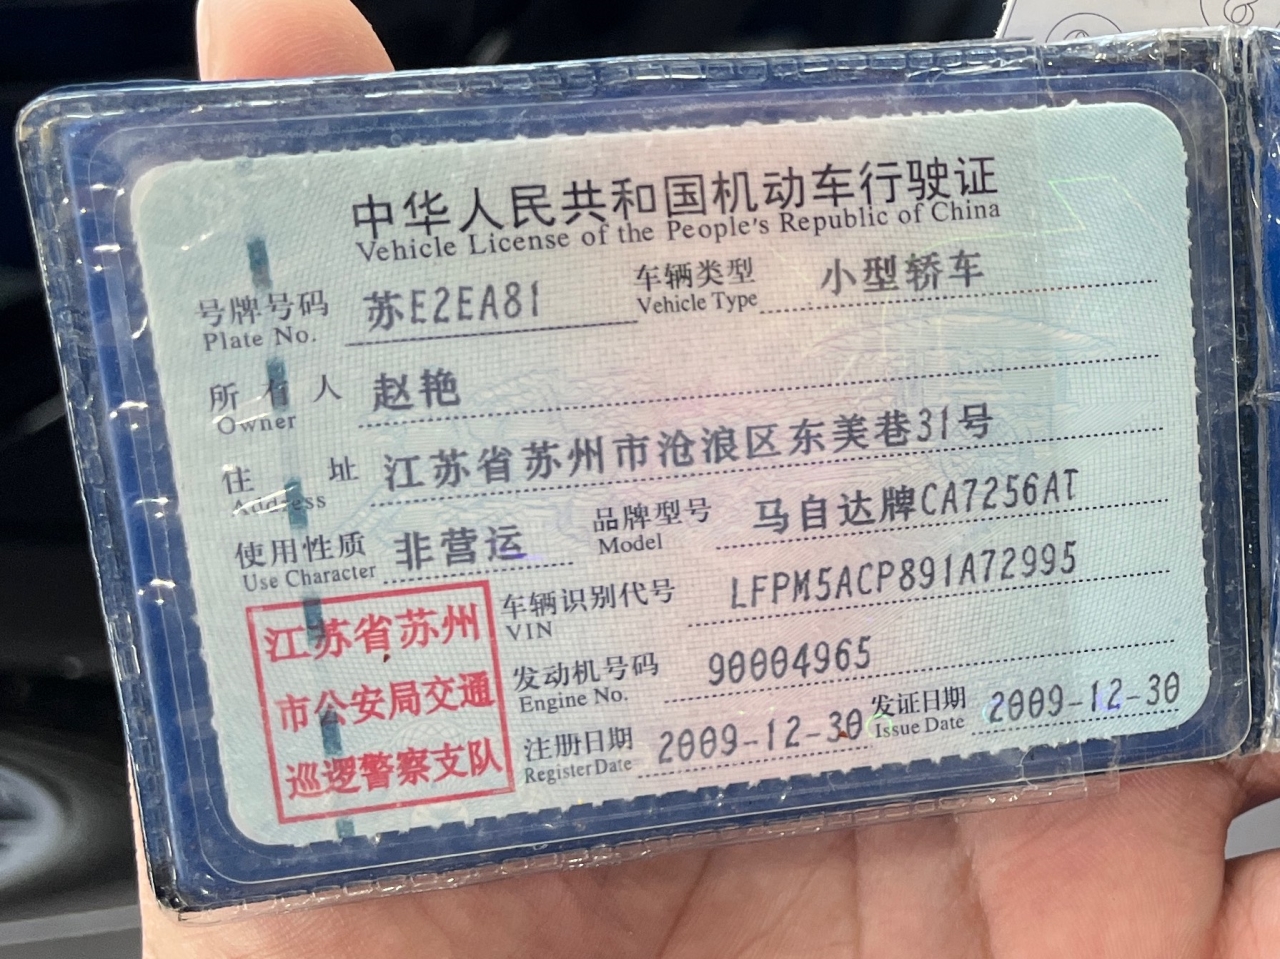 中华人民共和国机动车行驶证
Vehicle License of the People's Republic of China
号牌号码 苏E2EA81 车辆类型 小型轿车
Plate No. Vehicle Type
所有人 赵艳
Owner
住址 江苏省苏州市沧浪区东美巷31号
Address
使用性质 非营运 品牌型号 马自达牌CA7256AT
Use Character Model
车辆识别代号 LFPM5ACP891A72995
VIN
发动机号码 90004965
Engine No.
注册日期 2009-12-30 发证日期 2009-12-30
Register Date Issue Date
江苏省苏州
市公安局交通
巡逻警察支队